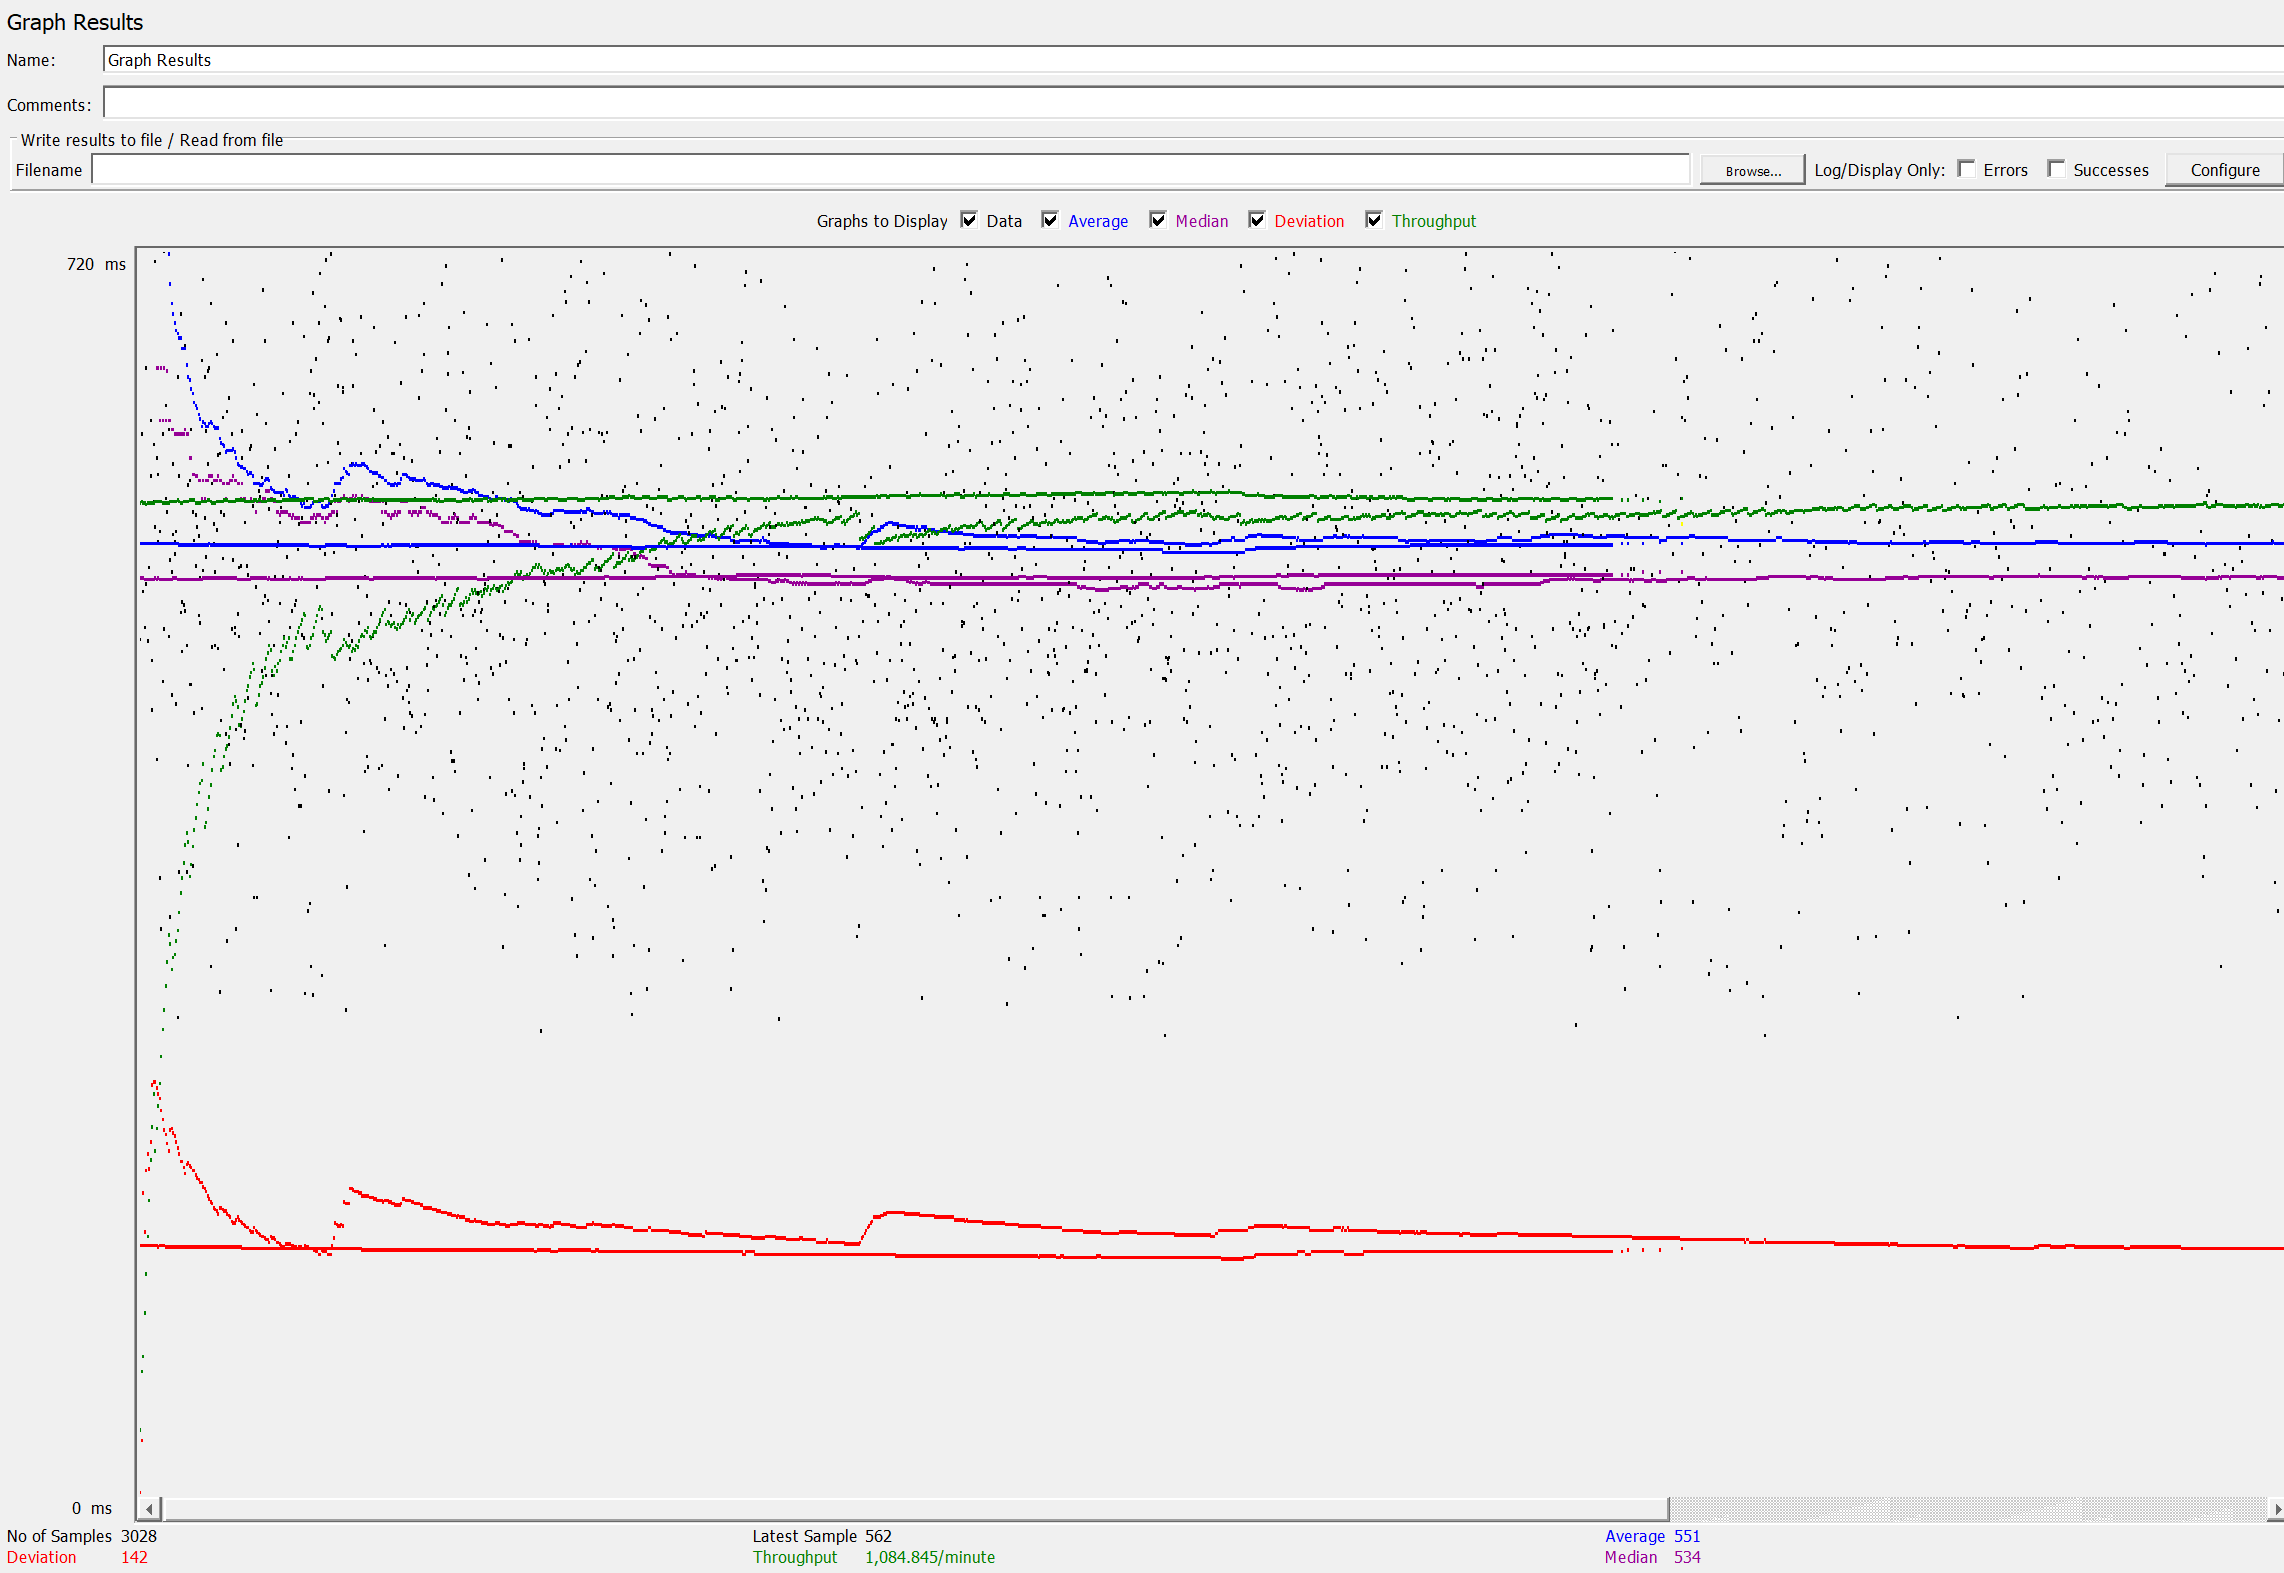 Graph Results
Name: Graph Results
Comments:
Write results to file / Read from file
Filename Browse... Log/Display Only: Errors Successes Configure
Graphs to Display Data Average Median Deviation Throughput
720 ms
0 ms
No of Samples 3028 Latest Sample 562 Average 551
Deviation 142 Throughput 1,084.845/minute Median 534